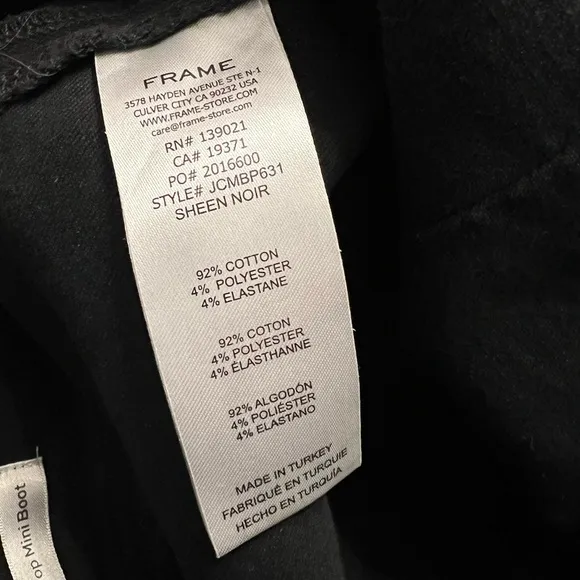 FRAME
3578 HAYDEN AVENUE STE N-1
CULVER CITY CA 90232 USA
WWW.FRAME-STORE.COM
care@frame-store.com
RN# 139021
CA# 19371
PO# 2016600
STYLE# JCMBP631
SHEEN NOIR
92% COTTON
4% POLYESTER
4% ELASTANE
92% COTON
4% POLYESTER
4% ÉLASTHANNE
92% ALGODÓN
4% POLIÉSTER
4% ELASTANO
MADE IN TURKEY
FABRIQUÉ EN TURQUIE
HECHO EN TURQUÍA
Mini Boot